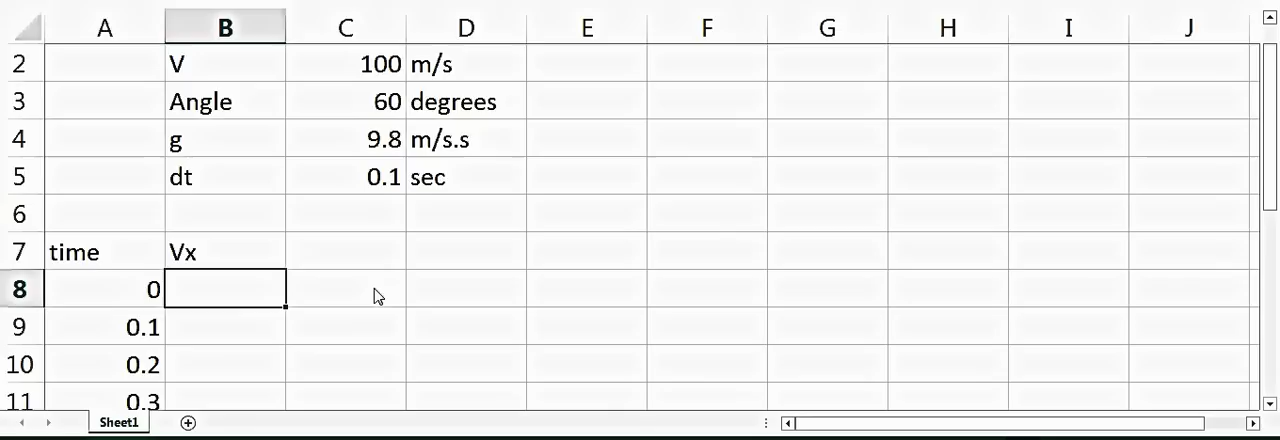 A B C D E F G H I J
2 V 100 m/s
3 Angle 60 degrees
4 g 9.8 m/s.s
5 dt 0.1 sec
6
7 time Vx
8 0
9 0.1
10 0.2
11 0.3
Sheet1